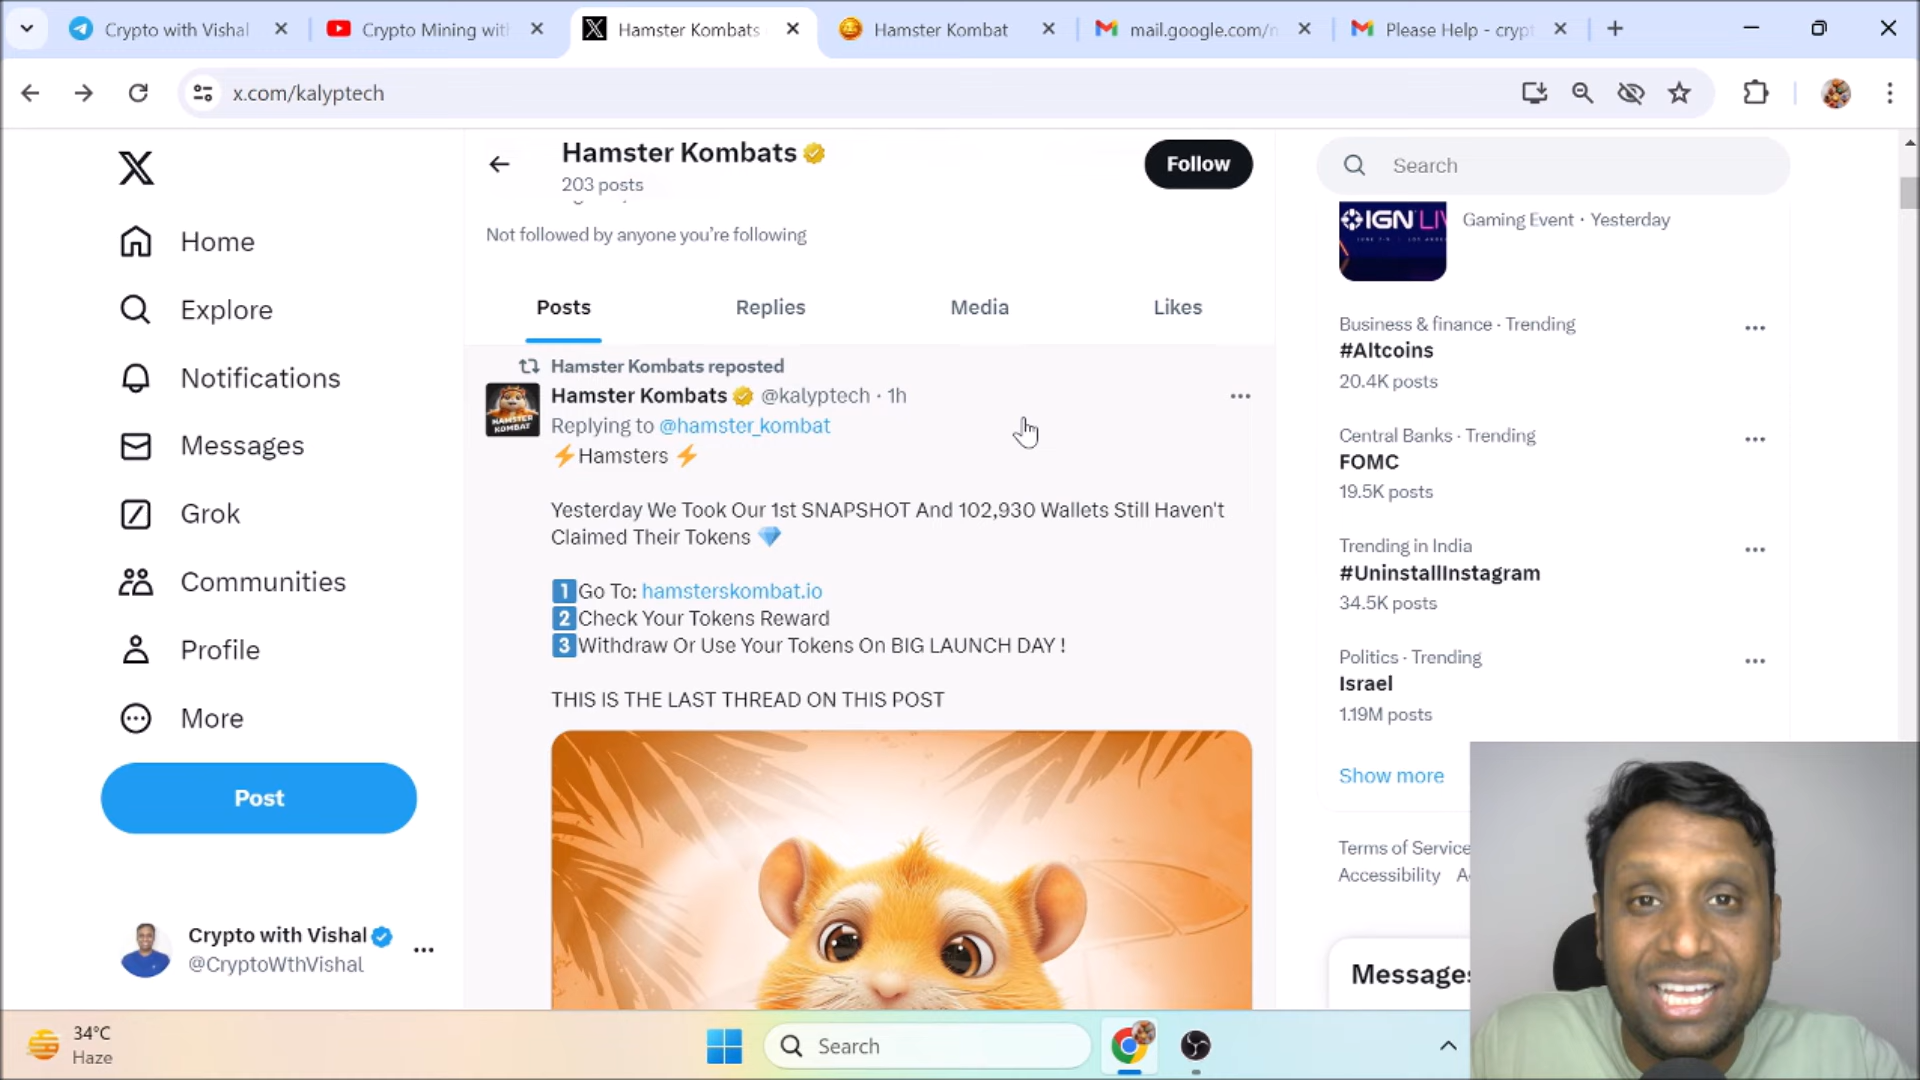 Crypto with Vishal
Crypto Mining wit
Hamster Kombats
Hamster Kombat
mail.google.com/
Please Help - crypt
x.com/kalyptech
Hamster Kombats
203 posts
Follow
Not followed by anyone you're following
Posts
Replies
Media
Likes
Home
Explore
Notifications
Messages
Grok
Communities
Profile
More
Post
Crypto with Vishal
@CryptoWthVishal
Hamster Kombats reposted
Hamster Kombats @kalyptech · 1h
Replying to @hamster_kombat
⚡Hamsters ⚡
Yesterday We Took Our 1st SNAPSHOT And 102,930 Wallets Still Haven't
Claimed Their Tokens 💎
1️⃣Go To: hamsterskombat.io
2️⃣Check Your Tokens Reward
3️⃣Withdraw Or Use Your Tokens On BIG LAUNCH DAY !
THIS IS THE LAST THREAD ON THIS POST
HAMSTER
KOMBAT
Search
IGN LIV
Gaming Event · Yesterday
Business & finance · Trending
#Altcoins
20.4K posts
Central Banks · Trending
FOMC
19.5K posts
Trending in India
#UninstallInstagram
34.5K posts
Politics · Trending
Israel
1.19M posts
Show more
Terms of Service
Accessibility
Messages
34°C
Haze
Search